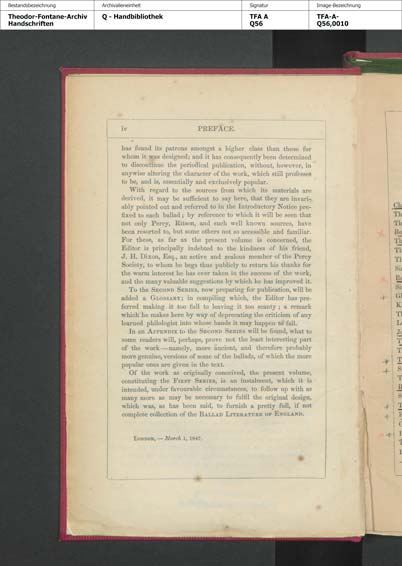 Bestandsbezeichnung Archivalieneinheit Signatur Image-Bezeichnung
Theodor-Fontane-Archiv Q - Handbibliothek TFA A TFA-A-
Handschriften Q56 Q56,0010
iv PREFACE.
has found its patrons amongst a higher class than those for
whom it was designed; and it has consequently been determined
to discontinue the periodical publication, without, however, in
anywise altering the character of the work, which still professes
to be, and is, essentially and exclusively popular.
With regard to the sources from which its materials are
derived, it may be sufficient to say here, that they are invari-
ably pointed out and referred to in the Introductory Notice pre-
fixed to each ballad; by reference to which it will be seen that
not only Percy, Ritson, and such well known sources, have
been resorted to, but some others not so accessible and familiar.
For these, as far as the present volume is concerned, the
Editor is principally indebted to the kindness of his friend,
J. H. Dixon, Esq., an active and zealous member of the Percy
Society, to whom he begs thus publicly to return his thanks for
the warm interest he has ever taken in the success of the work,
and the many valuable suggestions by which he has improved it.
To the Second Series, now preparing for publication, will be
added a Glossary; in compiling which, the Editor has pre-
ferred making it too full to leaving it too scanty; a remark
which he makes here by way of deprecating the criticism of any
learned philologist into whose hands it may happen to fall.
In an Appendix to the Second Series will be found, what to
some readers will, perhaps, prove not the least interesting part
of the work—namely, more ancient, and therefore probably
more genuine, versions of some of the ballads, of which the more
popular ones are given in the text.
Of the work as originally conceived, the present volume,
constituting the First Series, is an instalment, which it is
intended, under favourable circumstances, to follow up with as
many more as may be necessary to fulfil the original design,
which was, as has been said, to furnish a pretty full, if not
complete collection of the Ballad Literature of England.
London, — March 1, 1847.